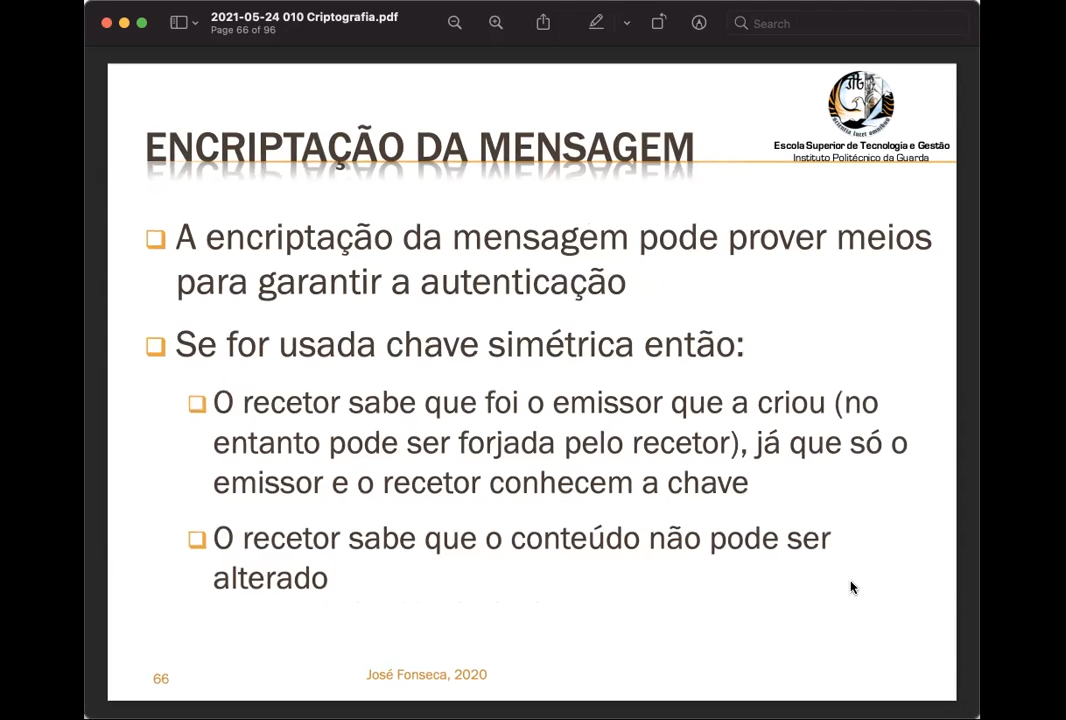 2021-05-24 010 Criptografia.pdf
Page 66 of 96
Search
Escola Superior de Tecnologia e Gestão
Instituto Politécnico da Guarda
ENCRIPTAÇÃO DA MENSAGEM
❑ A encriptação da mensagem pode prover meios
para garantir a autenticação
❑ Se for usada chave simétrica então:
❑ O recetor sabe que foi o emissor que a criou (no
entanto pode ser forjada pelo recetor), já que só o
emissor e o recetor conhecem a chave
❑ O recetor sabe que o conteúdo não pode ser
alterado
66
José Fonseca, 2020